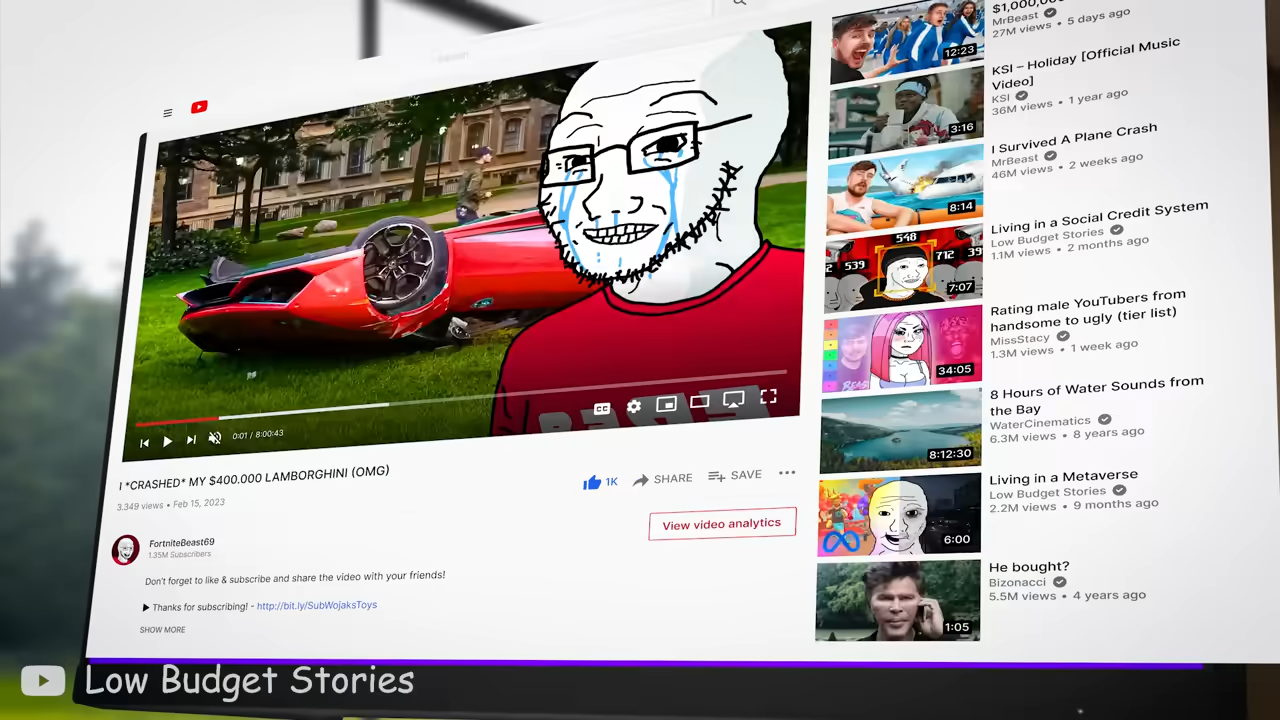 CC
0:01 / 8:00:43
I *CRASHED* MY $400.000 LAMBORGHINI (OMG)
3.349 views • Feb 15, 2023
1K
SHARE
SAVE
View video analytics
FortniteBeast69
1.35M Subscribers
Don't forget to like & subscribe and share the video with your friends!
▶ Thanks for subscribing! - http://bit.ly/SubWojaksToys
SHOW MORE
12:23
MrBeast
27M views • 5 days ago
3:16
KSI – Holiday [Official Music
Video]
KSI
36M views • 1 year ago
8:14
I Survived A Plane Crash
MrBeast
46M views • 2 weeks ago
548
539
712
39
7:07
Living in a Social Credit System
Low Budget Stories
1.1M views • 2 months ago
34:05
Rating male YouTubers from
handsome to ugly (tier list)
MissStacy
1.3M views • 1 week ago
8:12:30
8 Hours of Water Sounds from
the Bay
WaterCinematics
6.3M views • 8 years ago
6:00
Living in a Metaverse
Low Budget Stories
2.2M views • 9 months ago
1:05
He bought?
Bizonacci
5.5M views • 4 years ago
Low Budget Stories